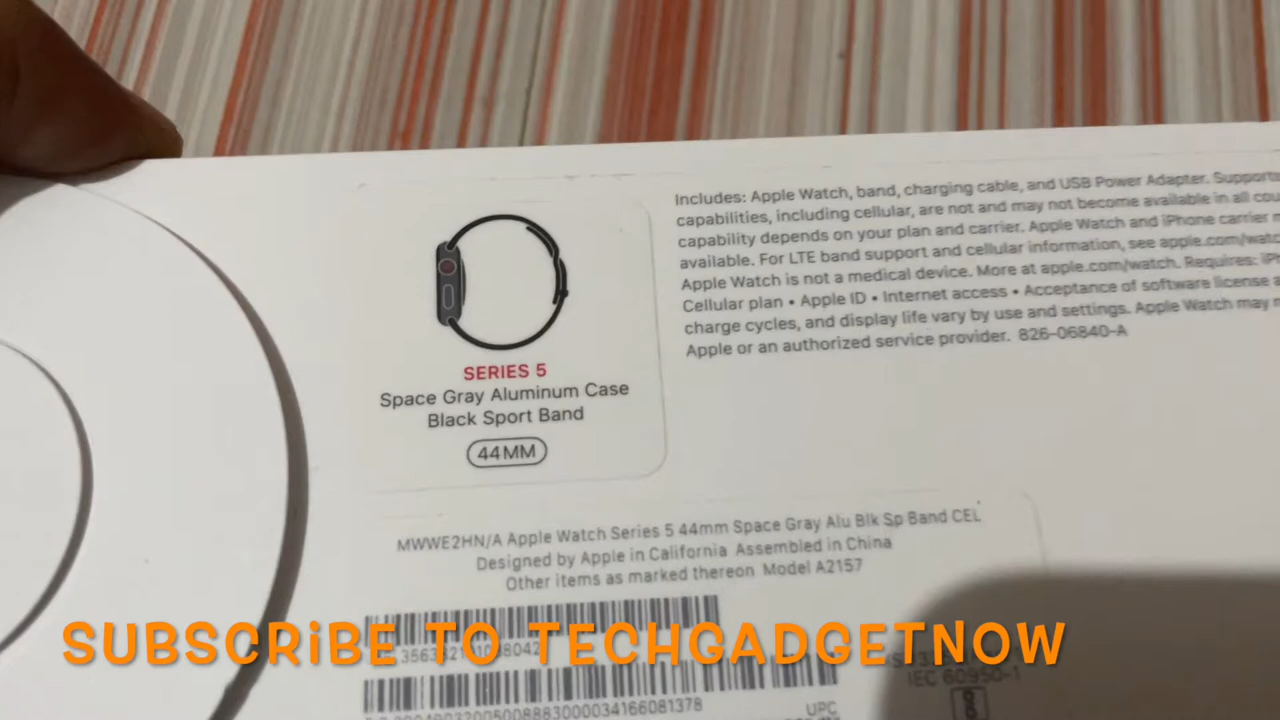 Includes: Apple Watch, band, charging cable, and USB Power Adapter. Supports
capabilities, including cellular, are not and may not become available in all
capability depends on your plan and carrier. Apple Watch and iPhone carrier
available. For LTE band support and cellular information, see apple.com/watc
Apple Watch is not a medical device. More at apple.com/watch. Requires: iPh
Cellular plan • Apple ID • Internet access • Acceptance of software license
charge cycles, and display life vary by use and settings. Apple Watch may
Apple or an authorized service provider. 826-06840-A
SERIES 5
Space Gray Aluminum Case
Black Sport Band
44MM
MWWE2HN/A Apple Watch Series 5 44mm Space Gray Alu Blk Sp Band CEL
Designed by Apple in California Assembled in China
Other items as marked thereon Model A2157
SUBSCRiBE TO TECHGADGETNOW
IEC 60950-1
UPC